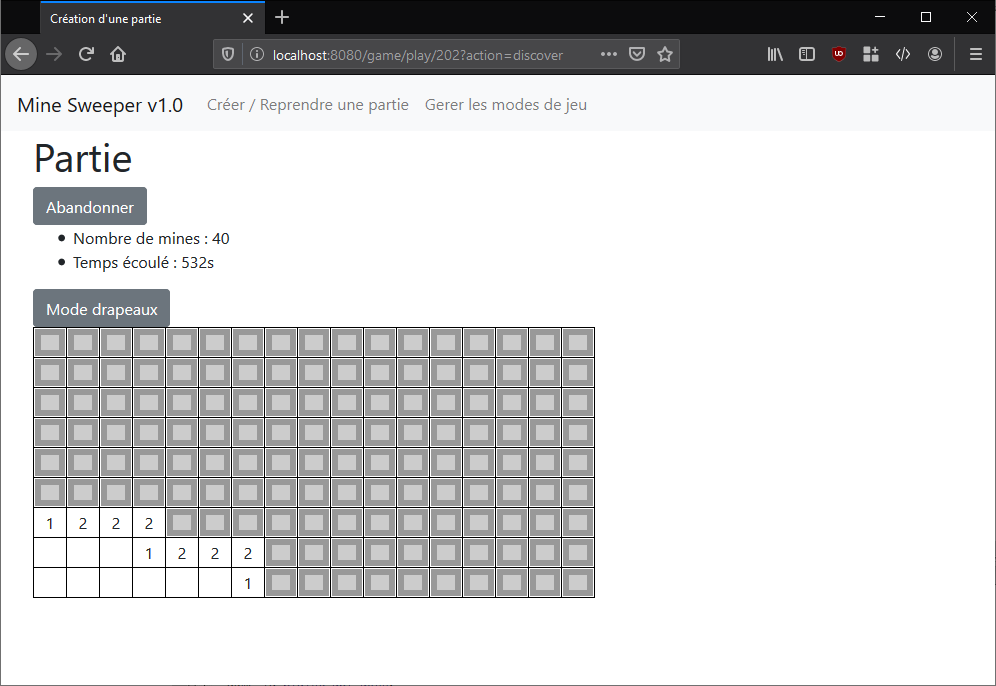 Création d'une partie
localhost:8080/game/play/202?action=discover
UD
Mine Sweeper v1.0 Créer / Reprendre une partie Gerer les modes de jeu
Partie
Abandonner
Nombre de mines : 40
Temps écoulé : 532s
Mode drapeaux
1 2 2 2
1 2 2 2
1